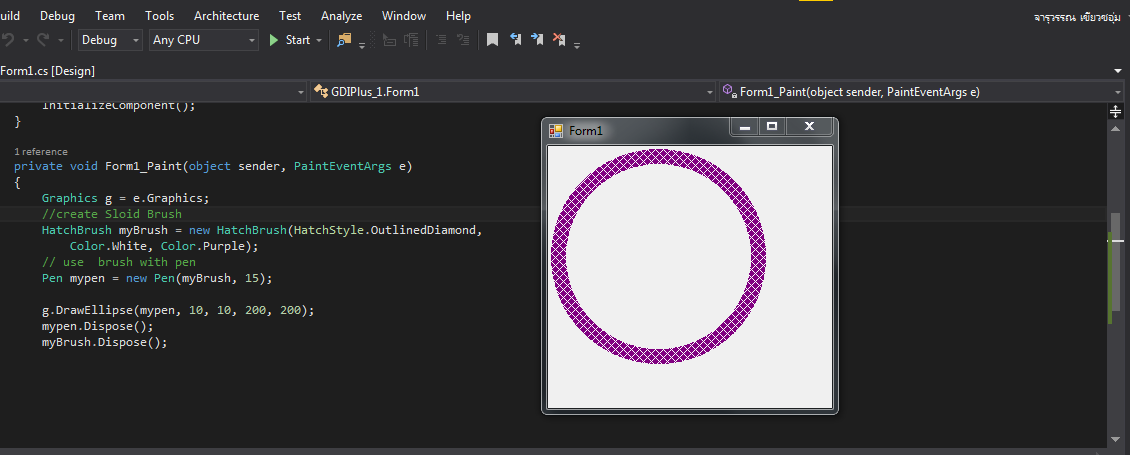 uild Debug Team Tools Architecture Test Analyze Window Help
จารุวรรณ เขียวชอุ่ม
Debug Any CPU Start
Form1.cs [Design]
GDIPlus_1.Form1 Form1_Paint(object sender, PaintEventArgs e)
InitializeComponent();
}
1 reference
private void Form1_Paint(object sender, PaintEventArgs e)
{
Graphics g = e.Graphics;
//create Sloid Brush
HatchBrush myBrush = new HatchBrush(HatchStyle.OutlinedDiamond,
Color.White, Color.Purple);
// use  brush with pen
Pen mypen = new Pen(myBrush, 15);
g.DrawEllipse(mypen, 10, 10, 200, 200);
mypen.Dispose();
myBrush.Dispose();
Form1